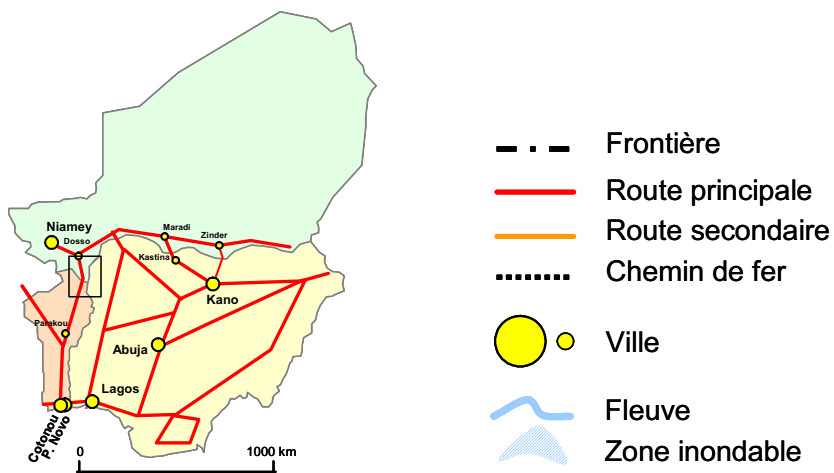 Niamey
Dosso
Maradi
Zinder
Kastina
Kano
Parakou
Abuja
Lagos
Cotonou
P. Novo
0
1000 km
Frontière
Route principale
Route secondaire
Chemin de fer
Ville
Fleuve
Zone inondable